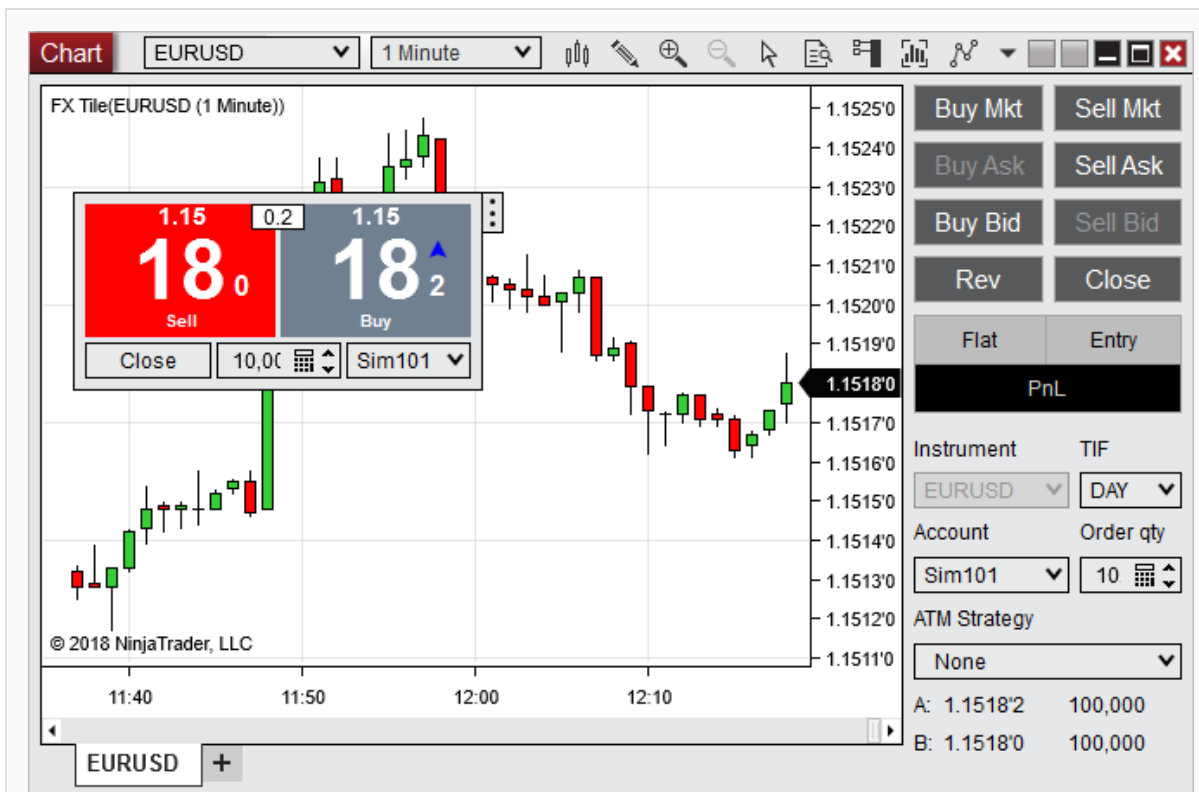 Chart EURUSD 1 Minute
FX Tile(EURUSD (1 Minute))
1.15 0.2 1.15
18 0 18 2
Sell Buy
Close 10,00 Sim101
© 2018 NinjaTrader, LLC
1.1525'0
1.1524'0
1.1523'0
1.1522'0
1.1521'0
1.1520'0
1.1519'0
1.1518'0
1.1517'0
1.1516'0
1.1515'0
1.1514'0
1.1513'0
1.1512'0
1.1511'0
11:40 11:50 12:00 12:10
EURUSD +
Buy Mkt Sell Mkt
Buy Ask Sell Ask
Buy Bid Sell Bid
Rev Close
Flat Entry
PnL
Instrument TIF
EURUSD DAY
Account Order qty
Sim101 10
ATM Strategy
None
A: 1.1518'2 100,000
B: 1.1518'0 100,000